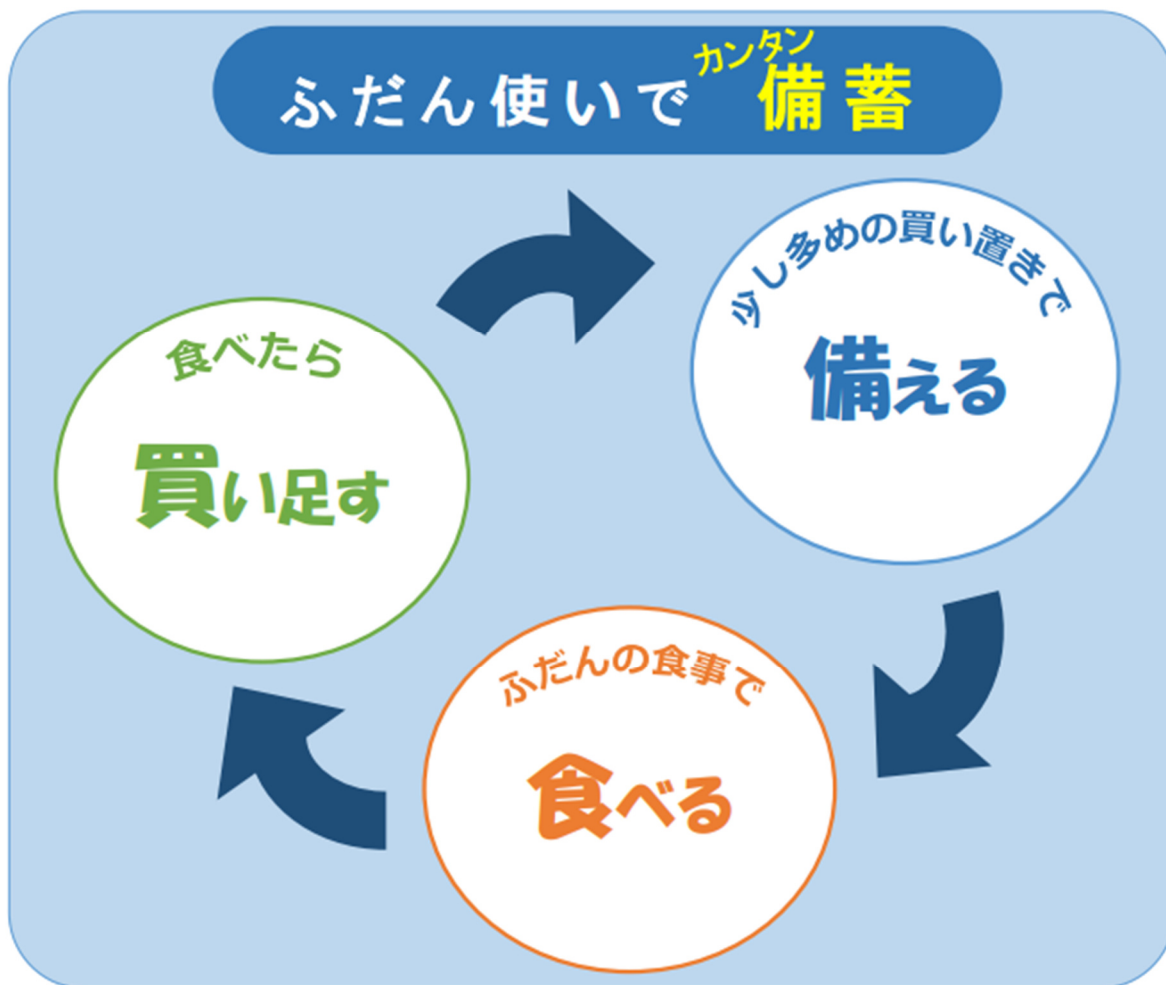 カンタン
ふだん使いで備蓄
少し多めの買い置きで
備える
ふだんの食事で
食べる
食べたら
買い足す